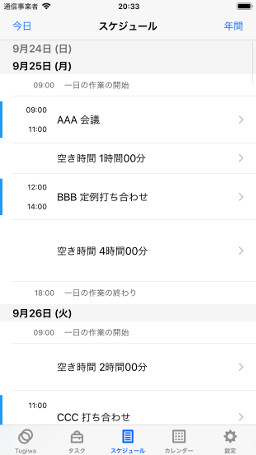 通信事業者 20:33
今日 スケジュール 年間
9月24日 (日)
9月25日 (月)
09:00 一日の作業の開始
09:00
AAA 会議
11:00
空き時間 1時間00分
12:00
BBB 定例打ち合わせ
14:00
空き時間 4時間00分
18:00 一日の作業の終わり
9月26日 (火)
09:00 一日の作業の開始
空き時間 2時間00分
11:00
CCC 打ち合わせ
Tugiwa タスク スケジュール カレンダー 設定